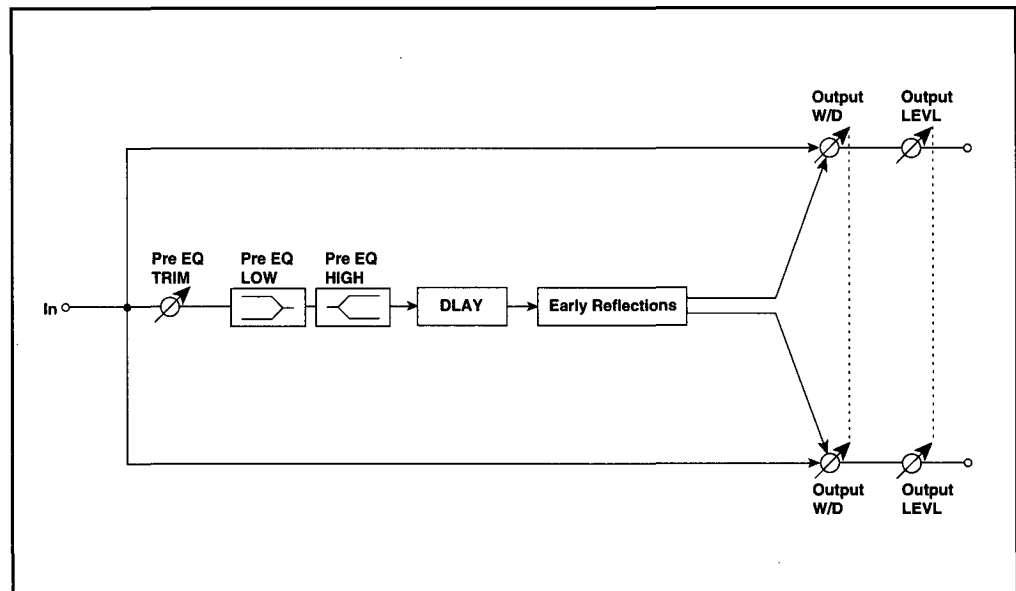 Output
W/D
Output
LEVL
Pre EQ
TRIM
Pre EQ
LOW
Pre EQ
HIGH
In
DLAY
Early Reflections
Output
W/D
Output
LEVL